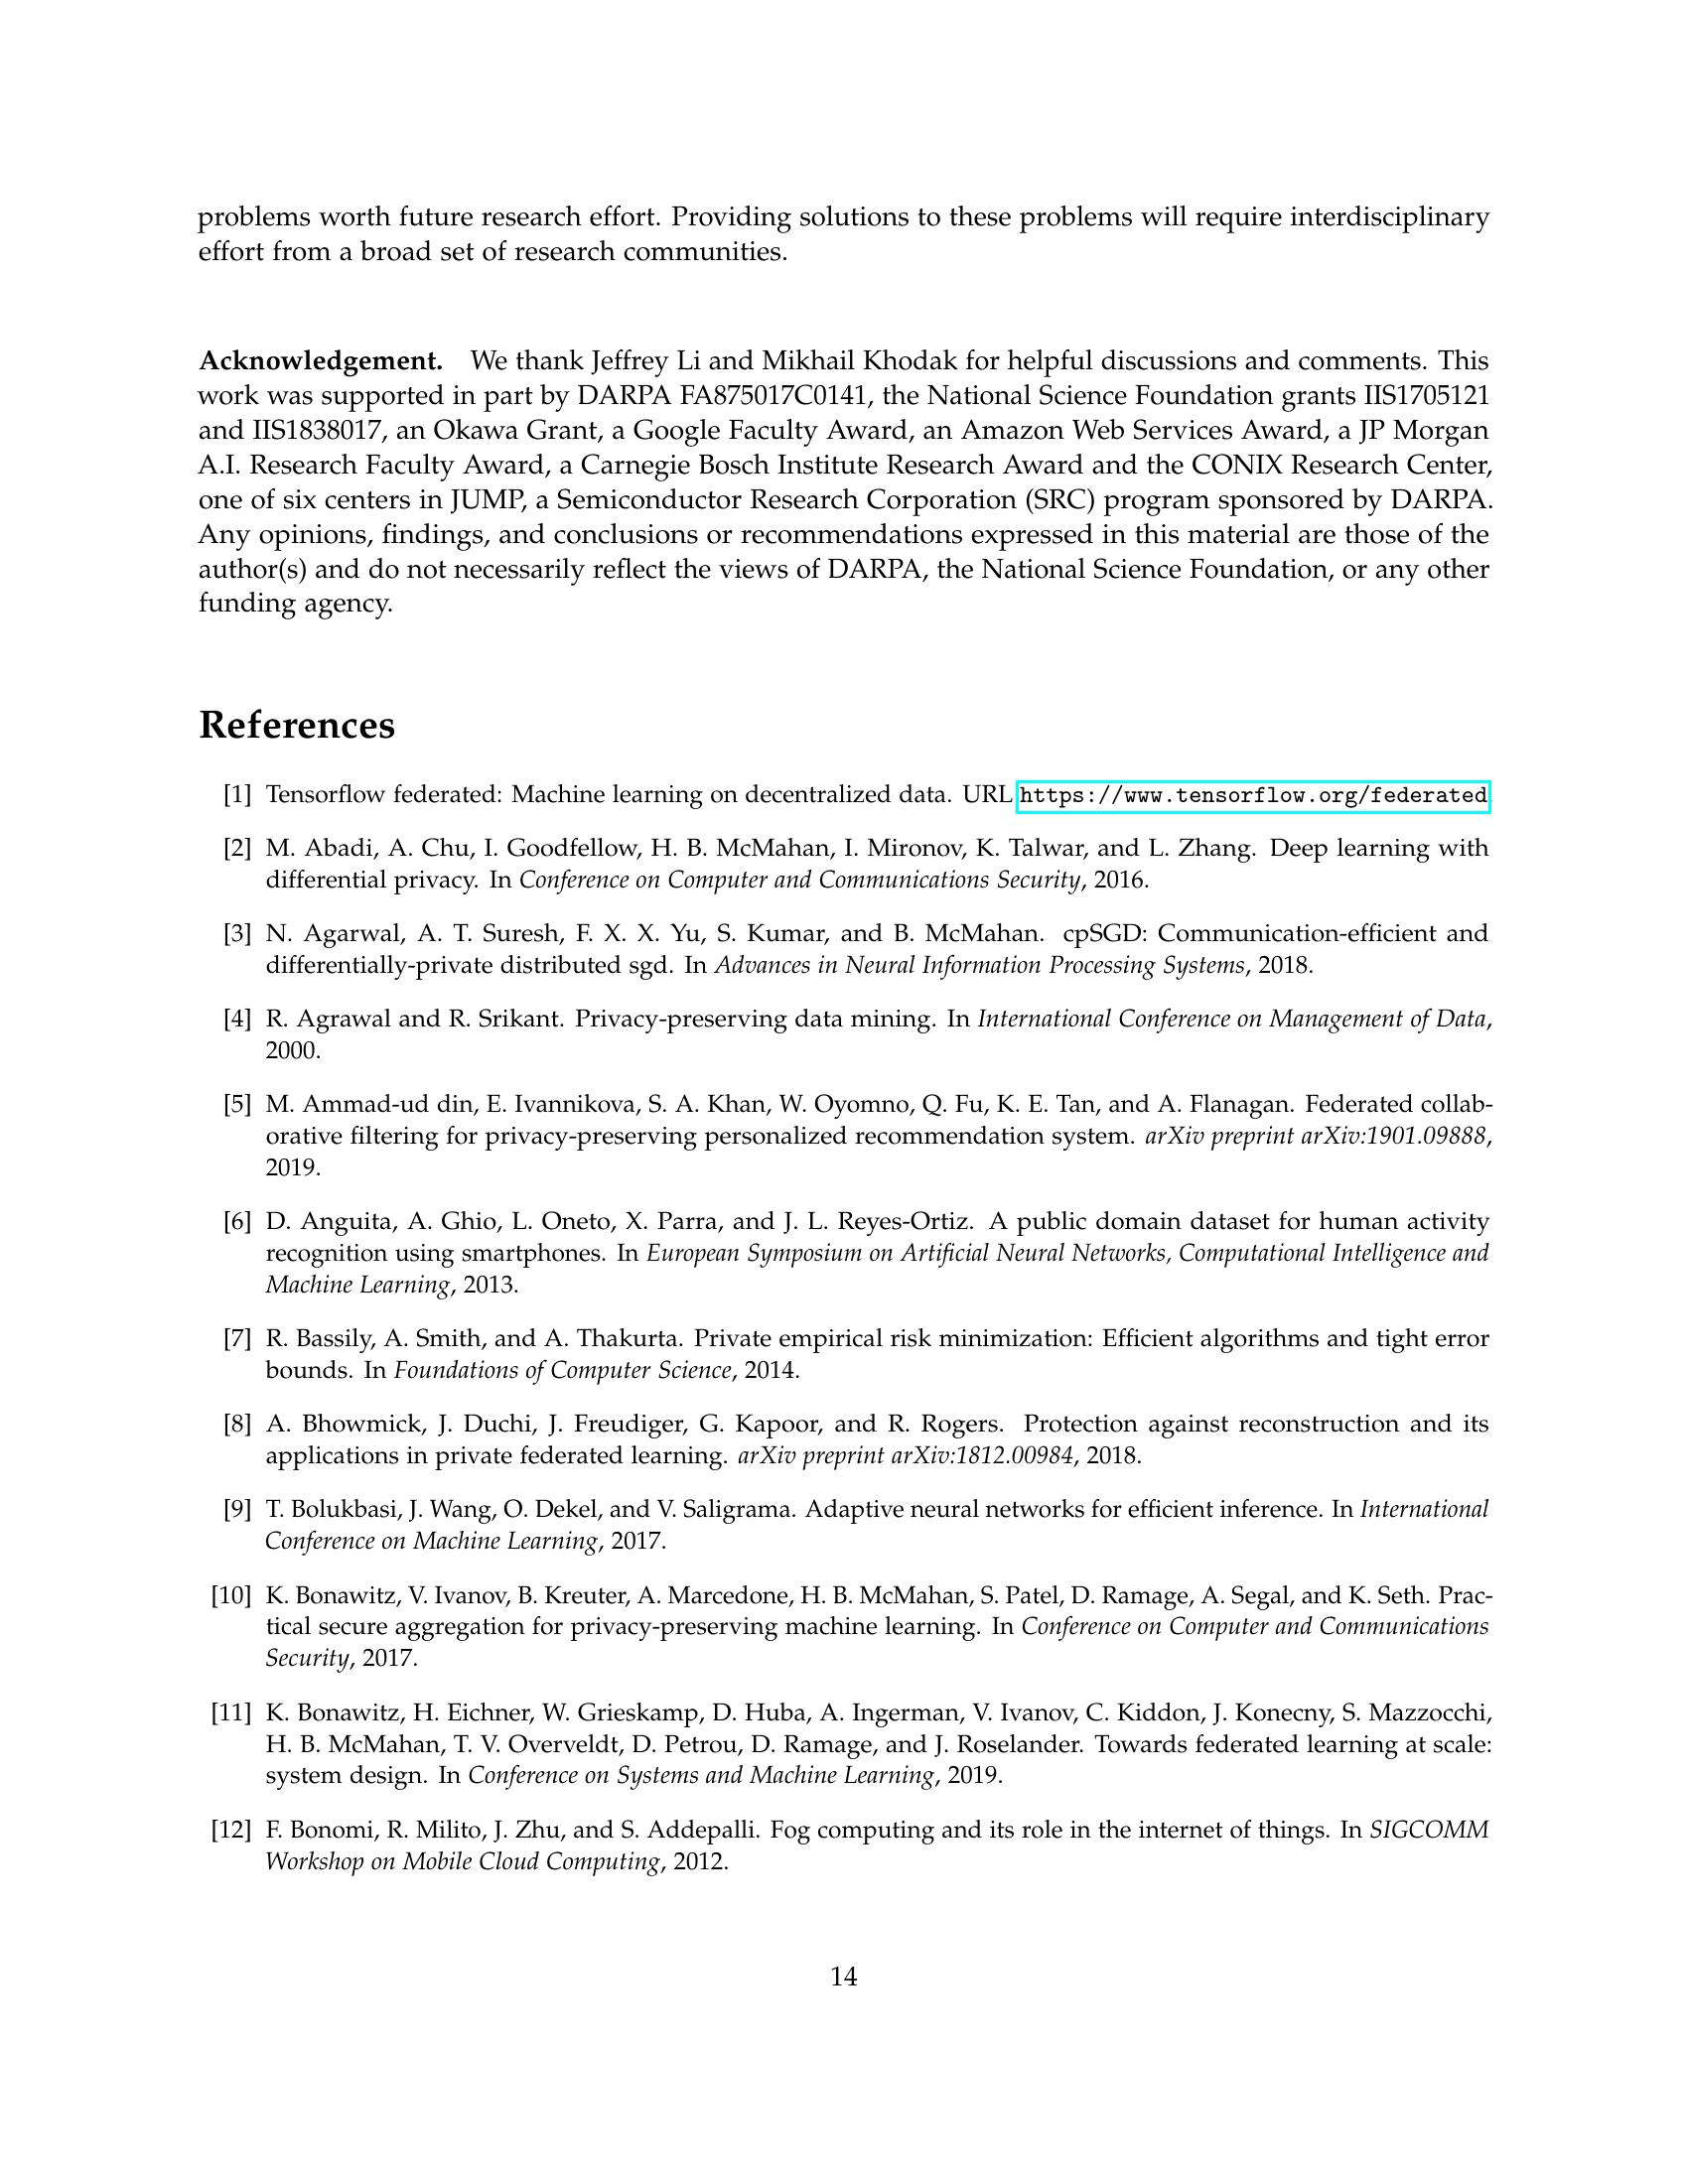 problems worth future research effort. Providing solutions to these problems will require interdisciplinary
effort from a broad set of research communities.
Acknowledgement. We thank Jeffrey Li and Mikhail Khodak for helpful discussions and comments. This
work was supported in part by DARPA FA875017C0141, the National Science Foundation grants IIS1705121
and IIS1838017, an Okawa Grant, a Google Faculty Award, an Amazon Web Services Award, a JP Morgan
A.I. Research Faculty Award, a Carnegie Bosch Institute Research Award and the CONIX Research Center,
one of six centers in JUMP, a Semiconductor Research Corporation (SRC) program sponsored by DARPA.
Any opinions, findings, and conclusions or recommendations expressed in this material are those of the
author(s) and do not necessarily reflect the views of DARPA, the National Science Foundation, or any other
funding agency.
References
[1] Tensorflow federated: Machine learning on decentralized data. URL https://www.tensorflow.org/federated.
[2] M. Abadi, A. Chu, I. Goodfellow, H. B. McMahan, I. Mironov, K. Talwar, and L. Zhang. Deep learning with
differential privacy. In Conference on Computer and Communications Security, 2016.
[3] N. Agarwal, A. T. Suresh, F. X. X. Yu, S. Kumar, and B. McMahan. cpSGD: Communication-efficient and
differentially-private distributed sgd. In Advances in Neural Information Processing Systems, 2018.
[4] R. Agrawal and R. Srikant. Privacy-preserving data mining. In International Conference on Management of Data,
2000.
[5] M. Ammad-ud din, E. Ivannikova, S. A. Khan, W. Oyomno, Q. Fu, K. E. Tan, and A. Flanagan. Federated collab-
orative filtering for privacy-preserving personalized recommendation system. arXiv preprint arXiv:1901.09888,
2019.
[6] D. Anguita, A. Ghio, L. Oneto, X. Parra, and J. L. Reyes-Ortiz. A public domain dataset for human activity
recognition using smartphones. In European Symposium on Artificial Neural Networks, Computational Intelligence and
Machine Learning, 2013.
[7] R. Bassily, A. Smith, and A. Thakurta. Private empirical risk minimization: Efficient algorithms and tight error
bounds. In Foundations of Computer Science, 2014.
[8] A. Bhowmick, J. Duchi, J. Freudiger, G. Kapoor, and R. Rogers. Protection against reconstruction and its
applications in private federated learning. arXiv preprint arXiv:1812.00984, 2018.
[9] T. Bolukbasi, J. Wang, O. Dekel, and V. Saligrama. Adaptive neural networks for efficient inference. In International
Conference on Machine Learning, 2017.
[10] K. Bonawitz, V. Ivanov, B. Kreuter, A. Marcedone, H. B. McMahan, S. Patel, D. Ramage, A. Segal, and K. Seth. Prac-
tical secure aggregation for privacy-preserving machine learning. In Conference on Computer and Communications
Security, 2017.
[11] K. Bonawitz, H. Eichner, W. Grieskamp, D. Huba, A. Ingerman, V. Ivanov, C. Kiddon, J. Konecny, S. Mazzocchi,
H. B. McMahan, T. V. Overveldt, D. Petrou, D. Ramage, and J. Roselander. Towards federated learning at scale:
system design. In Conference on Systems and Machine Learning, 2019.
[12] F. Bonomi, R. Milito, J. Zhu, and S. Addepalli. Fog computing and its role in the internet of things. In SIGCOMM
Workshop on Mobile Cloud Computing, 2012.
14